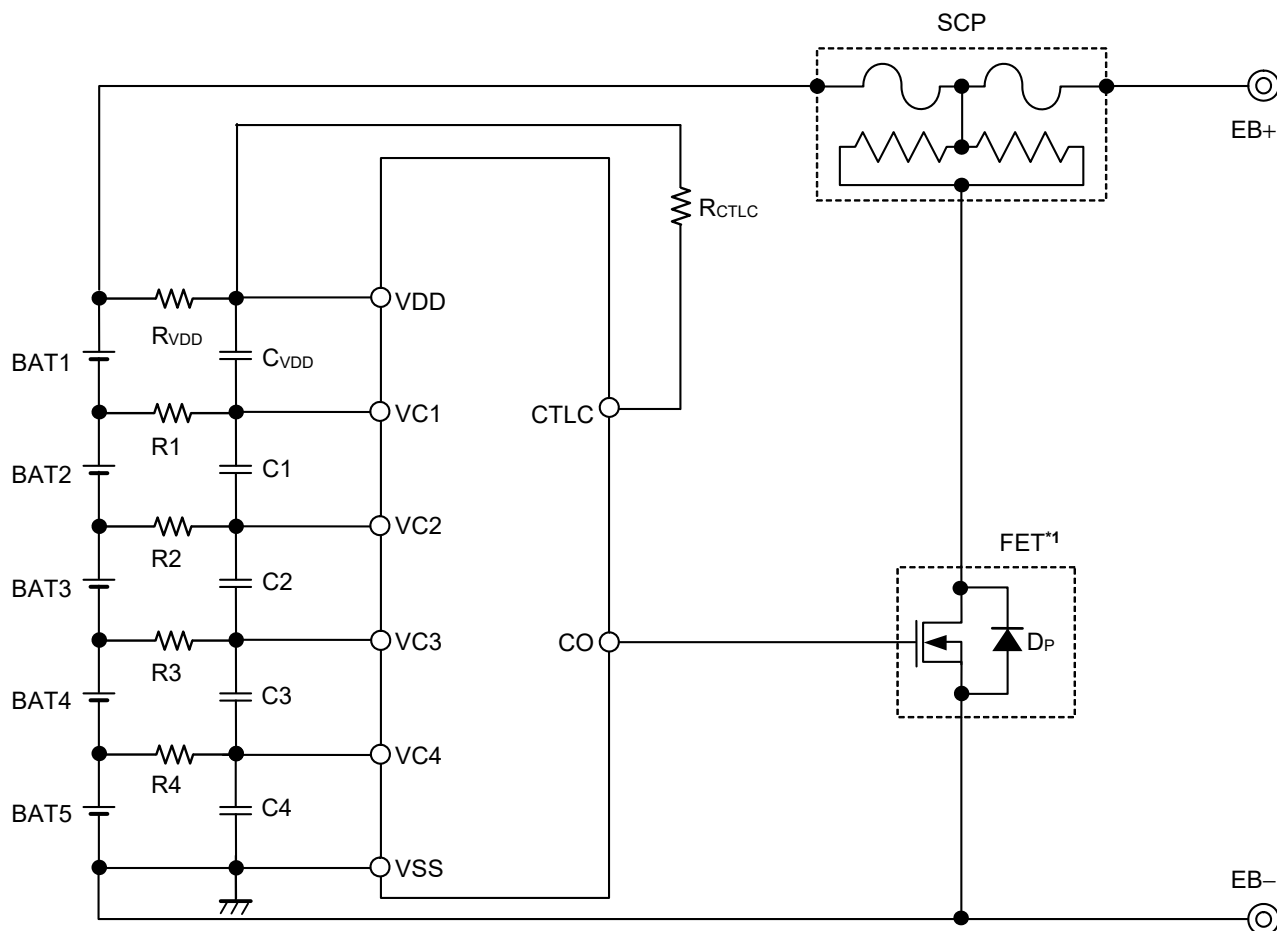 SCP
EB+
RCTLC
VDD
RVDD
BAT1
CVDD
VC1
CTLC
R1
BAT2
C1
VC2
R2
FET*1
BAT3
C2
VC3
CO
DP
R3
BAT4
C3
VC4
R4
BAT5
C4
VSS
EB−